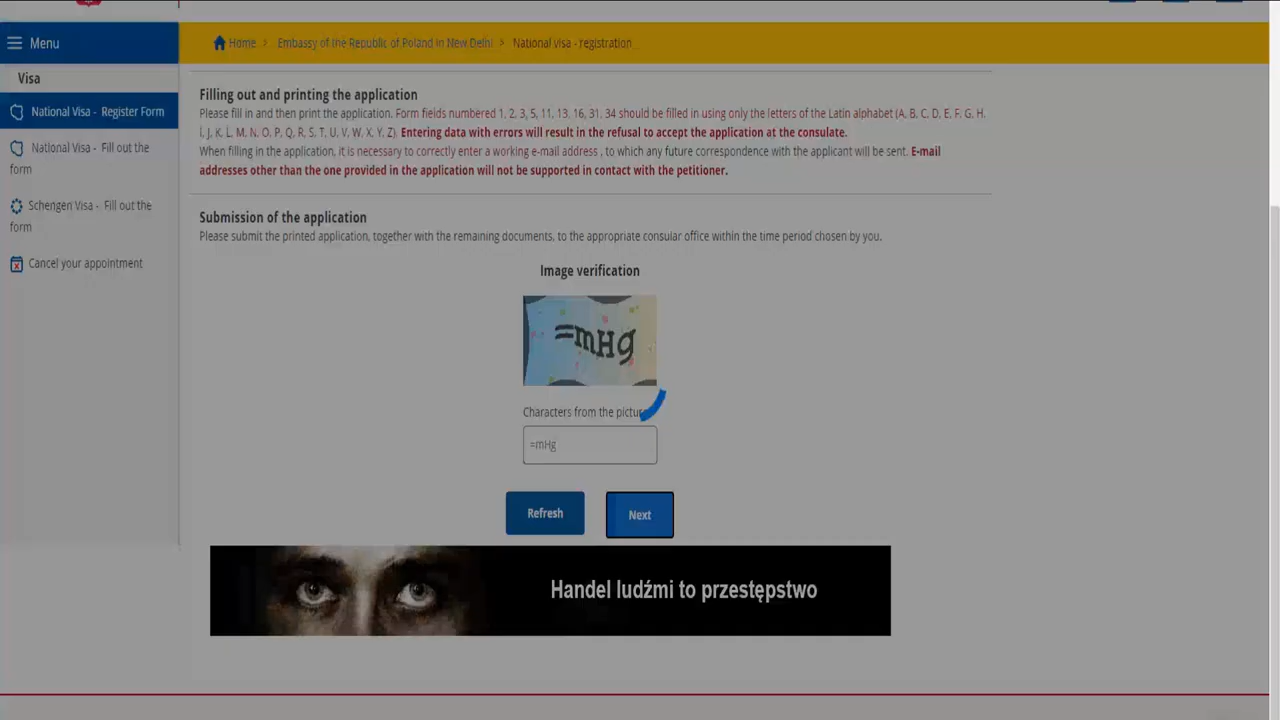 Menu
Home > Embassy of the Republic of Poland in New Delhi > National visa - registration
Visa
National Visa - Register Form
National Visa - Fill out the
form
Schengen Visa - Fill out the
form
Cancel your appointment
Filling out and printing the application
Please fill in and then print the application. Form fields numbered 1, 2, 3, 5, 11, 13, 16, 31, 34 should be filled in using only the letters of the Latin alphabet (A, B, C, D, E, F, G, H,
I, J, K, L, M, N, O, P, Q, R, S, T, U, V, W, X, Y, Z). Entering data with errors will result in the refusal to accept the application at the consulate.
When filling in the application, it is necessary to correctly enter a working e-mail address , to which any future correspondence with the applicant will be sent. E-mail
addresses other than the one provided in the application will not be supported in contact with the petitioner.
Submission of the application
Please submit the printed application, together with the remaining documents, to the appropriate consular office within the time period chosen by you.
Image verification
=mHg
Characters from the pictur
=mHg
Refresh
Next
Handel ludźmi to przestępstwo